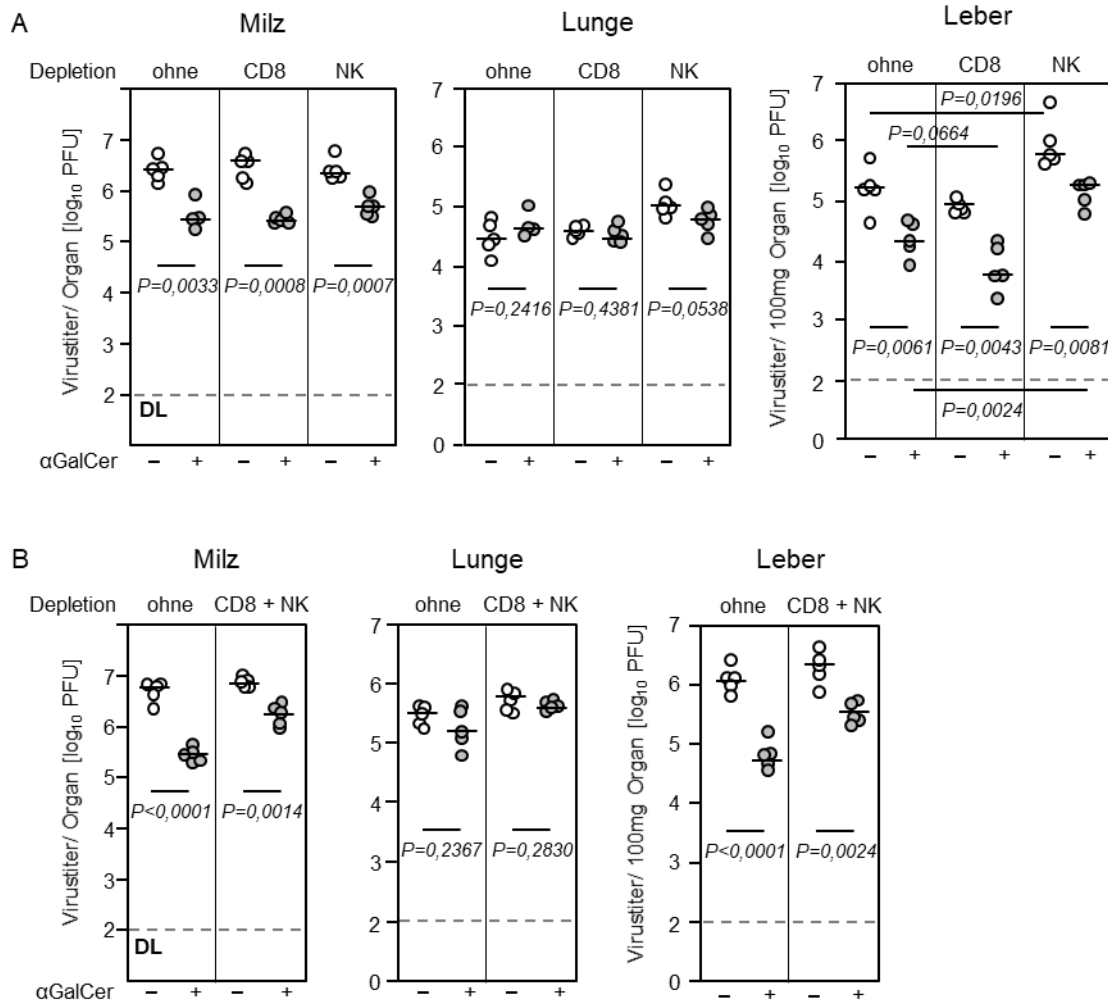 A
Milz
Lunge
Leber
Depletion
ohne CD8 NK
ohne CD8 NK
ohne CD8 NK
Virustiter/ Organ [log10 PFU]
7
6
5
4
3
2
DL
P=0,0033 P=0,0008 P=0,0007
7
6
5
4
3
2
0
P=0,2416 P=0,4381 P=0,0538
Virustiter/ 100mg Organ [log10 PFU]
7
6
5
4
3
2
0
P=0,0196
P=0,0664
P=0,0061 P=0,0043 P=0,0081
P=0,0024
αGalCer – + – + – +
– + – + – +
– + – + – +
B
Milz
Lunge
Leber
Depletion
ohne CD8 + NK
ohne CD8 + NK
ohne CD8 + NK
Virustiter/ Organ [log10 PFU]
7
6
5
4
3
2
DL
P<0,0001 P=0,0014
7
6
5
4
3
2
0
P=0,2367 P=0,2830
Virustiter/ 100mg Organ [log10 PFU]
7
6
5
4
3
2
0
P<0,0001 P=0,0024
αGalCer – + – +
– + – +
– + – +